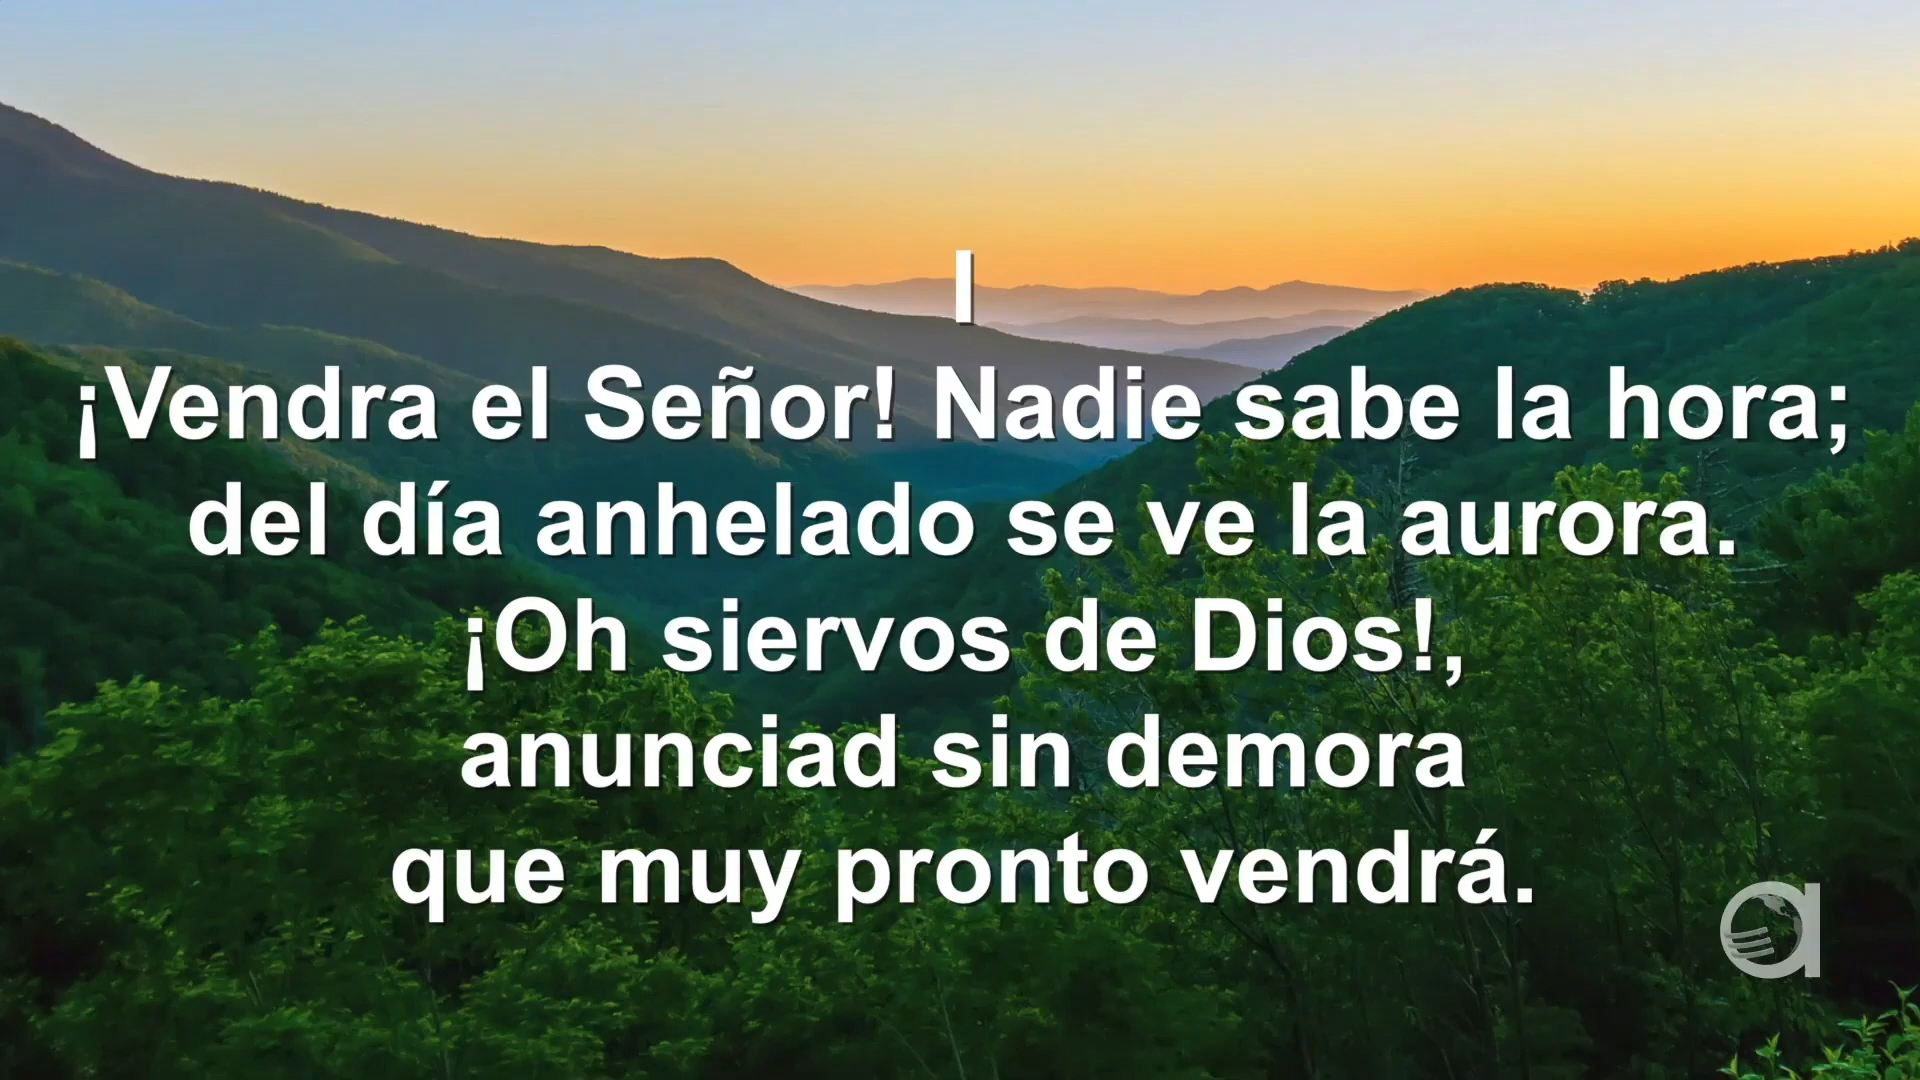 I
¡Vendra el Señor! Nadie sabe la hora;
del día anhelado se ve la aurora.
¡Oh siervos de Dios!,
anunciad sin demora
que muy pronto vendrá.